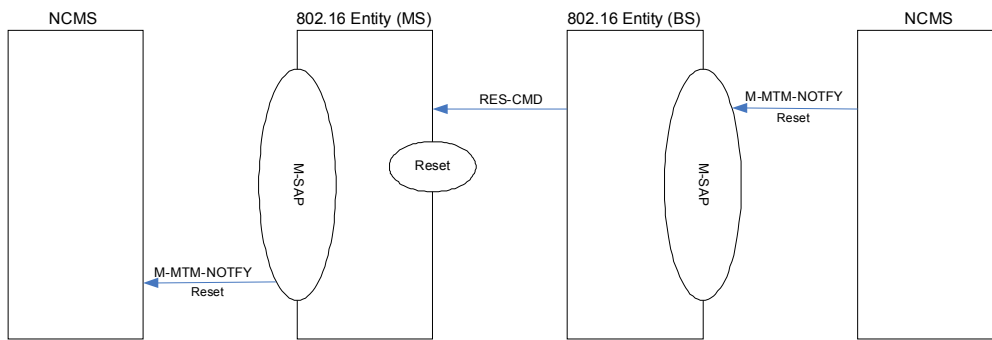 NCMS
802.16 Entity (MS)
802.16 Entity (BS)
NCMS
RES-CMD
M-MTM-NOTFY
Reset
Reset
M-SAP
M-SAP
M-MTM-NOTFY
Reset